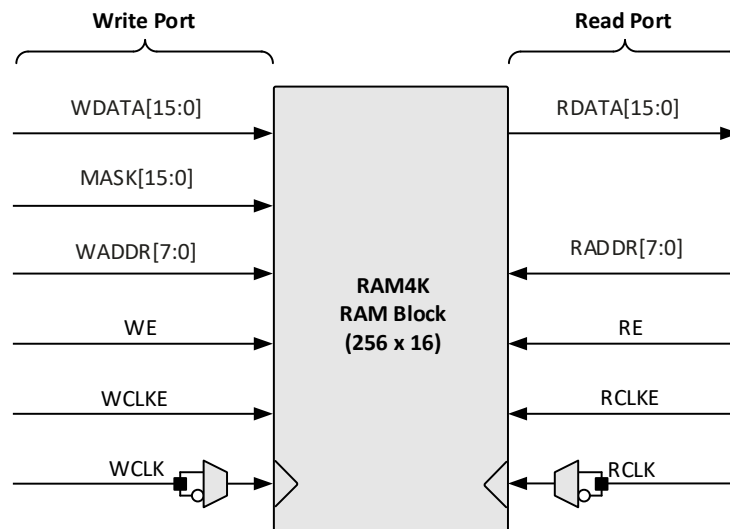 Write Port
Read Port
WDATA[15:0]
RDATA[15:0]
MASK[15:0]
WADDR[7:0]
RADDR[7:0]
RAM4K
RAM Block
(256 x 16)
WE
RE
WCLKE
RCLKE
WCLK
RCLK